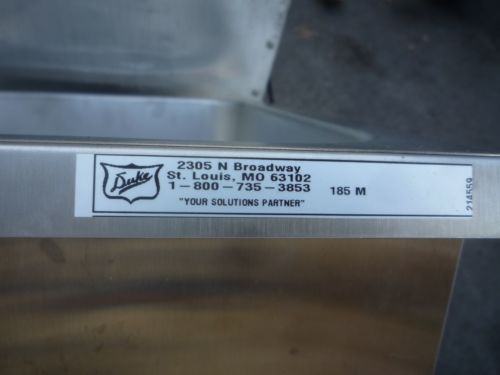 Duke
2305 N Broadway
St. Louis, MO 63102
1-800-735-3853
185 M
"YOUR SOLUTIONS PARTNER"
214559